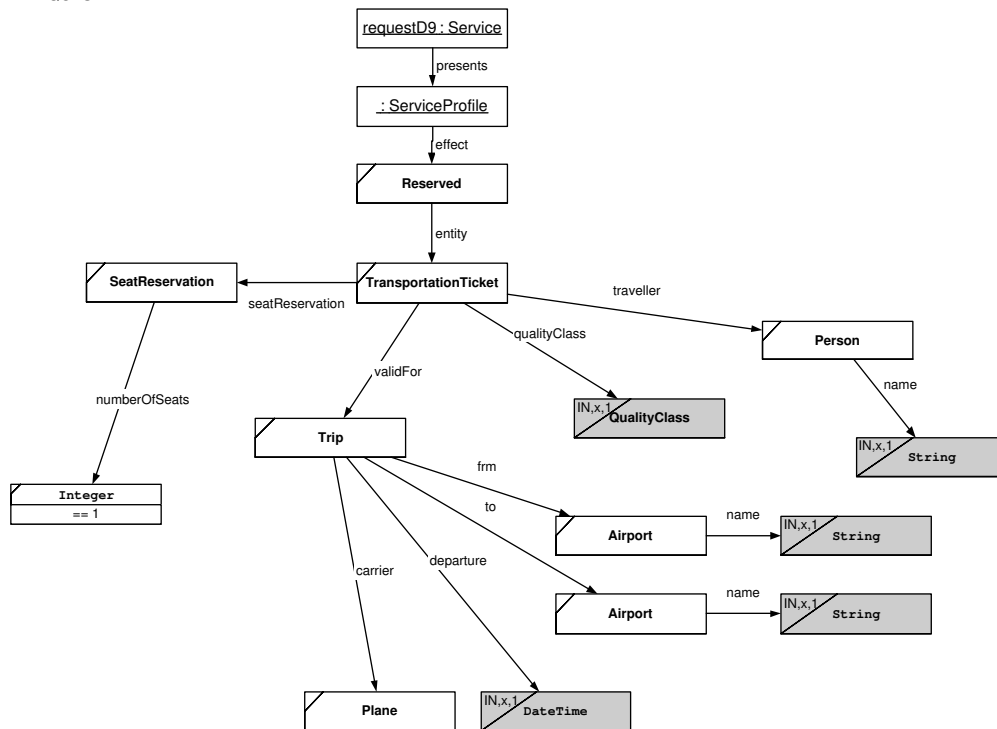 requestD9 : Service
presents
: ServiceProfile
effect
Reserved
entity
SeatReservation
seatReservation
TransportationTicket
traveller
Person
name
IN,x,1
String
qualityClass
IN,x,1
QualityClass
validFor
Trip
numberOfSeats
Integer
== 1
frm
to
Airport
name
IN,x,1
String
Airport
name
IN,x,1
String
carrier
departure
Plane
IN,x,1
DateTime